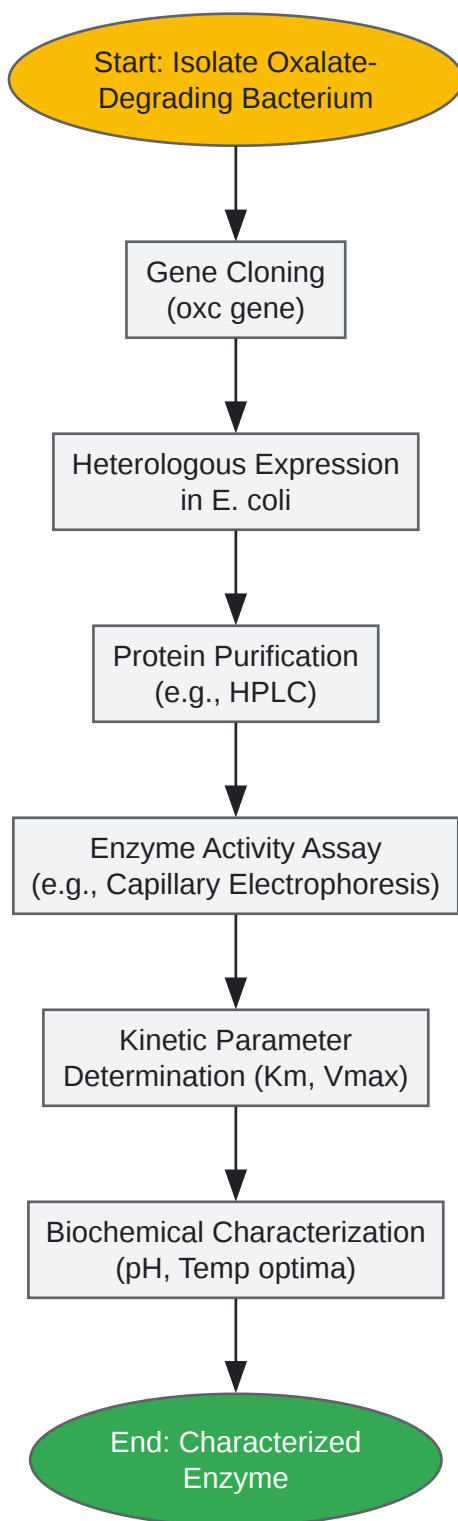 Start: Isolate Oxalate-
Degrading Bacterium
Gene Cloning
(oxc gene)
Heterologous Expression
in E. coli
Protein Purification
(e.g., HPLC)
Enzyme Activity Assay
(e.g., Capillary Electrophoresis)
Kinetic Parameter
Determination (Km, Vmax)
Biochemical Characterization
(pH, Temp optima)
End: Characterized
Enzyme